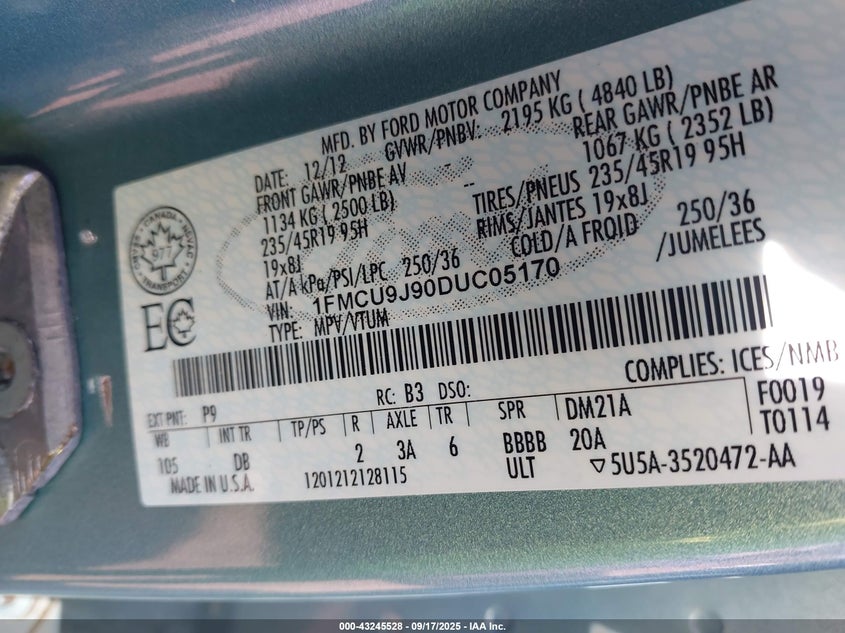 MFD. BY FORD MOTOR COMPANY
DATE: 12/12 GVWR/PNBV: 2195 KG ( 4840 LB)
FRONT GAWR/PNBE AV -- REAR GAWR/PNBE AR
1134 KG ( 2500 LB) 1067 KG ( 2352 LB)
235/45R19 95H TIRES/PNEUS 235/45R19 95H
19x8J RIMS/JANTES 19x8J
AT/A kPa/PSI/LPC 250/36 COLD/A FROID 250/36
VIN: 1FMCU9J90DUC05170 /JUMELEES
TYPE: MPV/VTUM
CANADA
TRANSPORT
977
EC
COMPLIES: ICES/NMB
EXT PNT: P9 RC: B3 DSO: F0019
WB INT TR TP/PS R AXLE TR SPR DM21A T0114
105 DB 2 3A 6 BBBB 20A
MADE IN U.S.A. 1201212128115 ULT ▽5U5A-3520472-AA
000-43245528 - 09/17/2025 - IAA Inc.